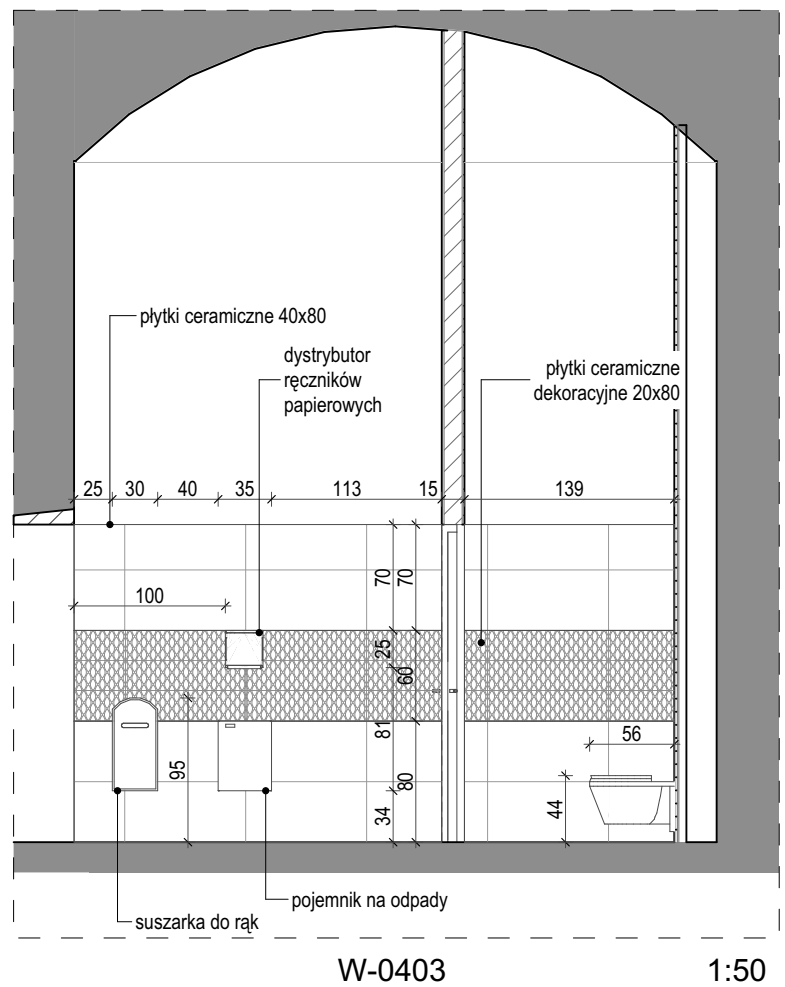 płytki ceramiczne 40x80
dystrybutor
ręczników
papierowych
płytki ceramiczne
dekoracyjne 20x80
25 30 40 35 113 15 139
70 70
100
25
60
81
56
95
80
44
34
pojemnik na odpady
suszarka do rąk
W-0403 1:50